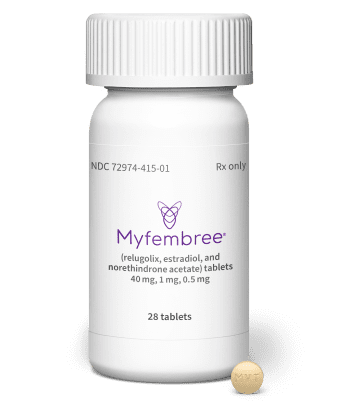 NDC 72974-415-01 Rx only
Myfembree®
(relugolix, estradiol, and
norethindrone acetate) tablets
40 mg, 1 mg, 0.5 mg
28 tablets
MVT